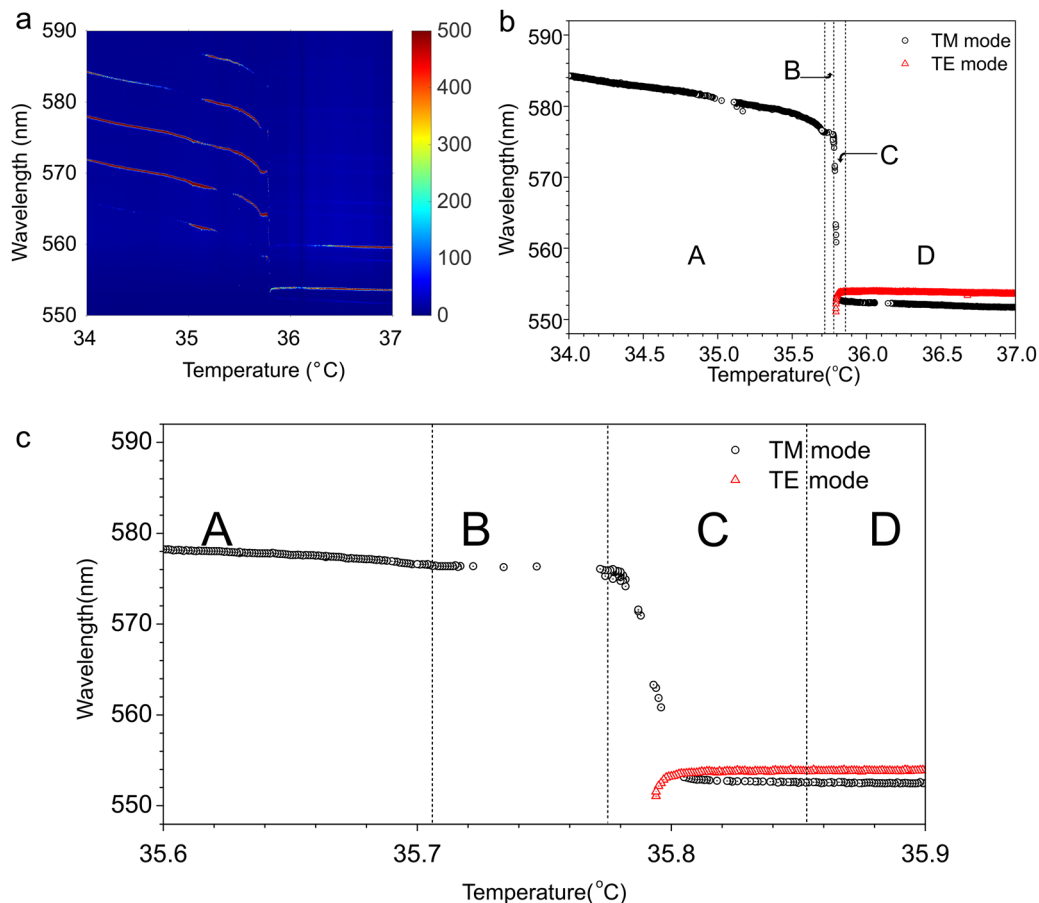 a
590
580
570
560
550
Wavelength (nm)
34
35
36
37
Temperature (°C)
500
400
300
200
100
0
b
590
580
570
560
550
Wavelength(nm)
TM mode
TE mode
B
C
A
D
34.0
34.5
35.0
35.5
36.0
36.5
37.0
Temperature(°C)
c
590
580
570
560
550
Wavelength(nm)
TM mode
TE mode
A
B
C
D
35.6
35.7
35.8
35.9
Temperature(°C)